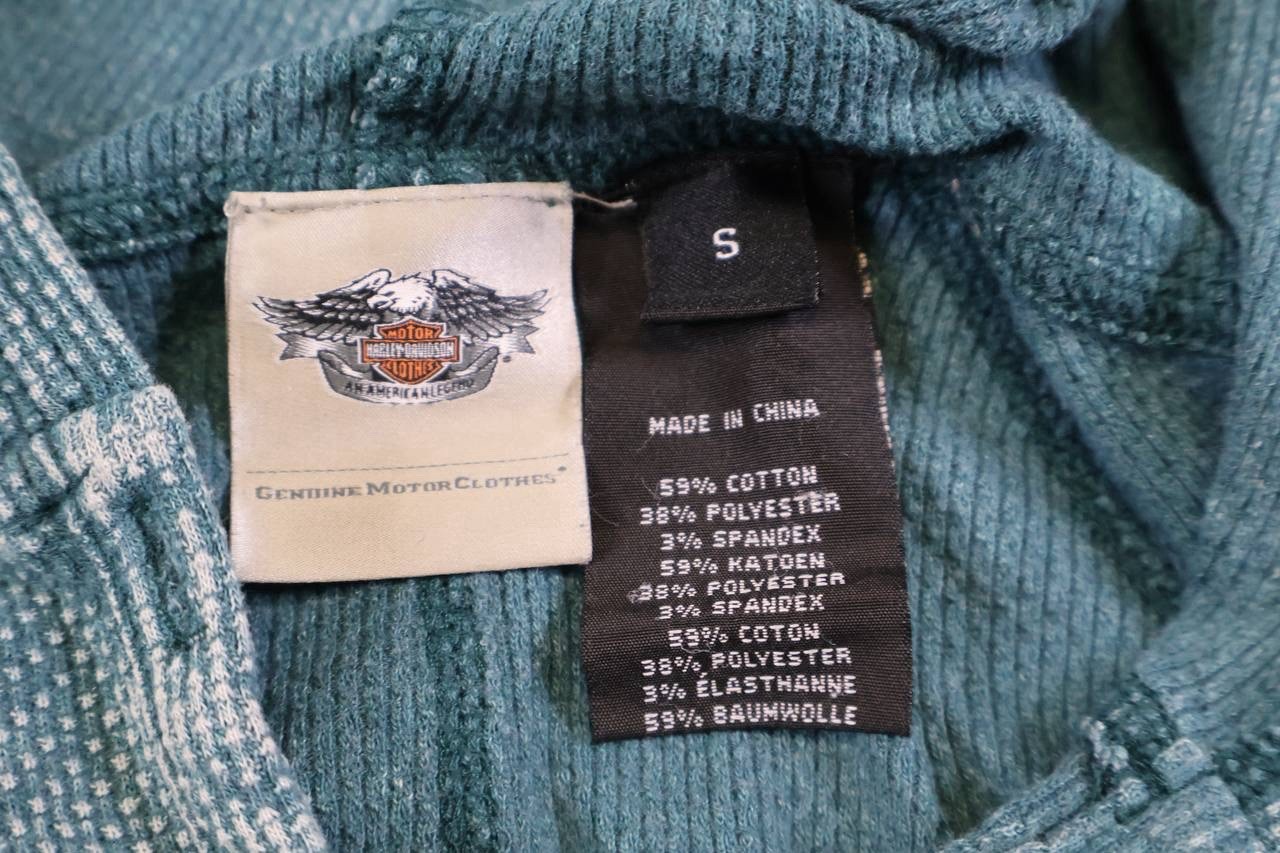 MOTOR
HARLEY-DAVIDSON
CLOTHES
AN AMERICAN LEGEND
GENUINE MOTORCLOTHES®
S
MADE IN CHINA
59% COTTON
38% POLYESTER
3% SPANDEX
59% KATOEN
38% POLYESTER
3% SPANDEX
59% COTON
38% POLYESTER
3% ÉLASTHANNE
59% BAUMWOLLE